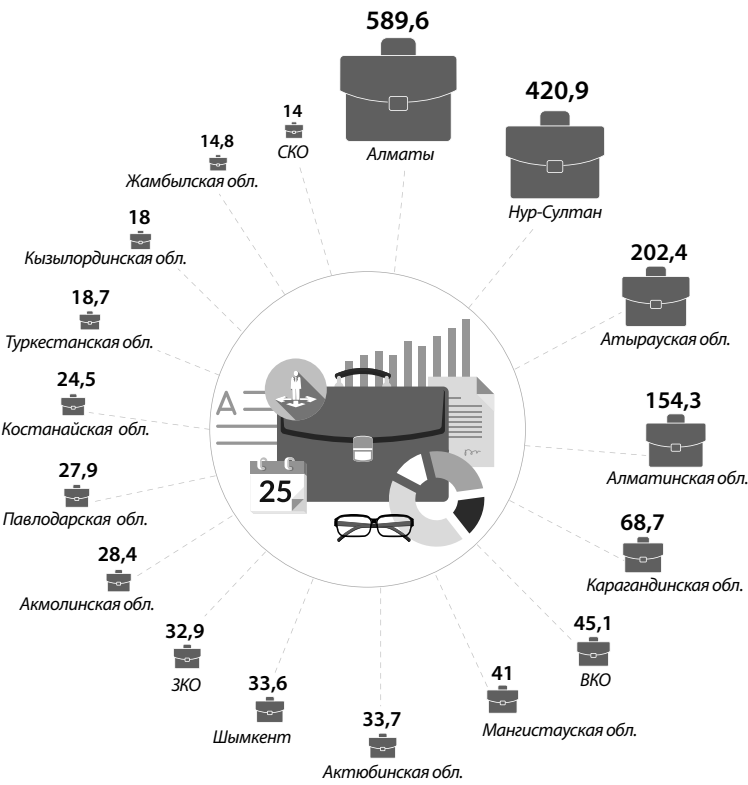 589,6
Алматы
420,9
Нур-Султан
202,4
Атырауская обл.
154,3
Алматинская обл.
68,7
Карагандинская обл.
45,1
ВКО
41
Мангистауская обл.
33,7
Актюбинская обл.
33,6
Шымкент
32,9
ЗКО
28,4
Акмолинская обл.
27,9
Павлодарская обл.
24,5
Костанайская обл.
18,7
Туркестанская обл.
18
Кызылординская обл.
14,8
Жамбылская обл.
14
СКО
A
25